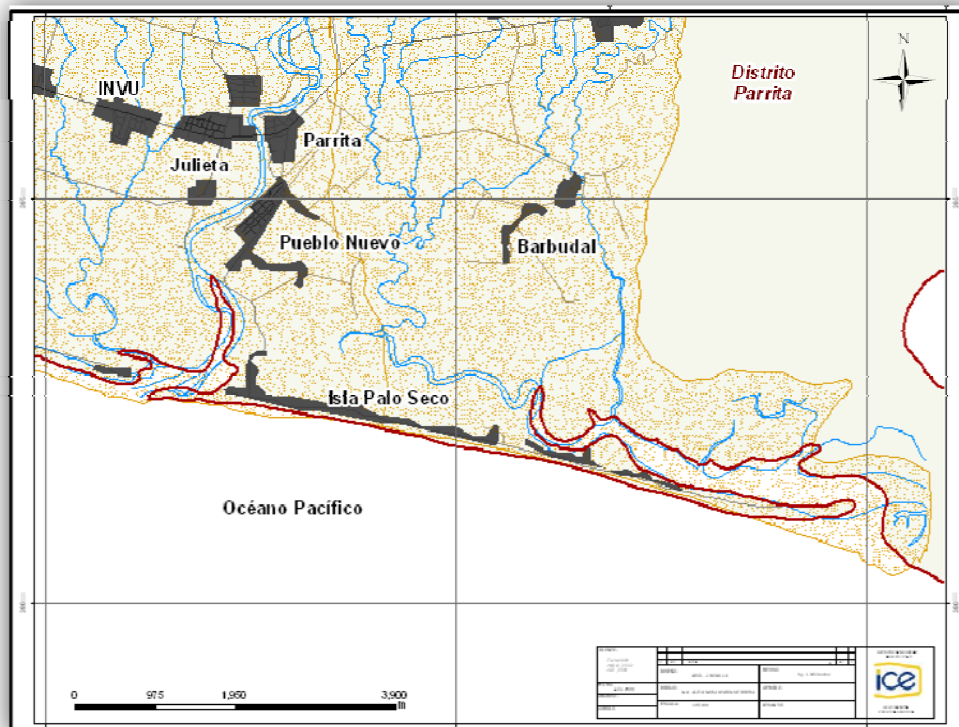 N
Distrito
Parrita
INVU
Parrita
Julieta
Pueblo Nuevo
Barbudal
Isla Palo Seco
Océano Pacífico
0 975 1,950 3,900
m
ice